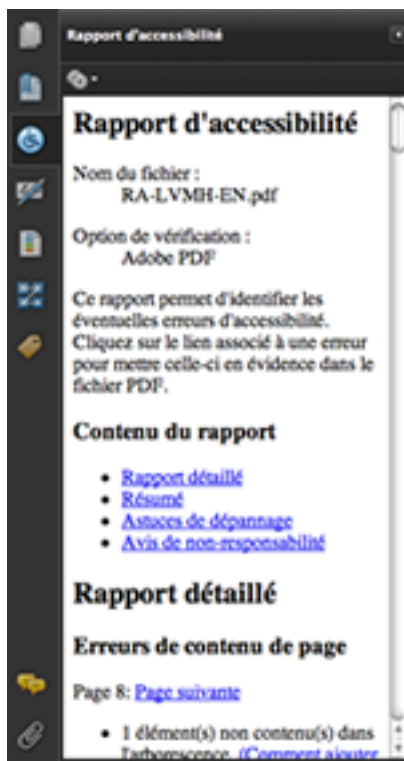 Rapport d'accessibilité
Rapport d'accessibilité
Nom du fichier :
RA-LVMH-EN.pdf
Option de vérification :
Adobe PDF
Ce rapport permet d'identifier les
éventuelles erreurs d'accessibilité.
Cliquez sur le lien associé à une erreur
pour mettre celle-ci en évidence dans le
fichier PDF.
Contenu du rapport
• Rapport détaillé
• Résumé
• Astuces de dépannage
• Avis de non-responsabilité
Rapport détaillé
Erreurs de contenu de page
Page 8: Page suivante
• 1 élément(s) non contenu(s) dans
l'arborescence. (Comment ajouter